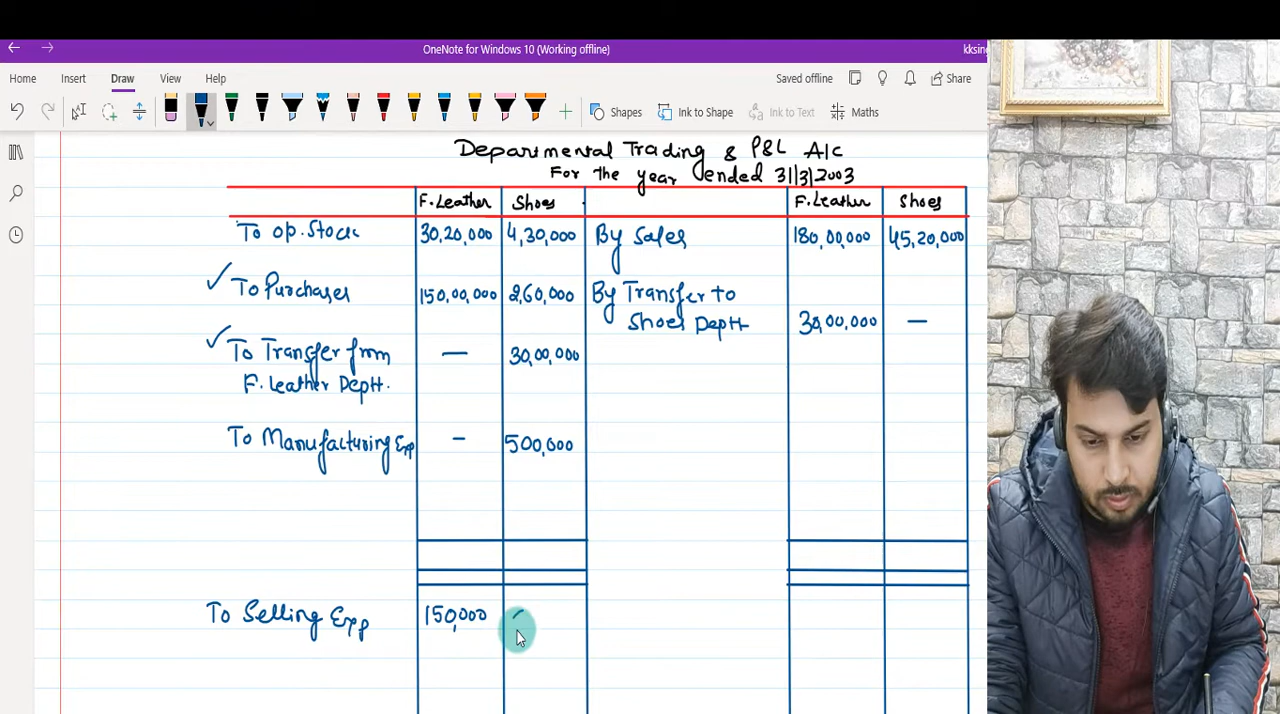 OneNote for Windows 10 (Working offline)
kksing
Home Insert Draw View Help
Saved offline
Share
Shapes Ink to Shape Ink to Text Maths
Departmental Trading & P&L A/C
For the year ended 31/3/2003
F. Leather Shoes F. Leather Shoes
To Op. Stock 30,20,000 4,30,000 By Sales 180,00,000 45,20,000
To Purchases 150,00,000 2,60,000 By Transfer to
Shoes Deptt 30,00,000 —
To Transfer from — 30,00,000
F. Leather Deptt.
To Manufacturing Exp - 500,000
To Selling Exp 150,000